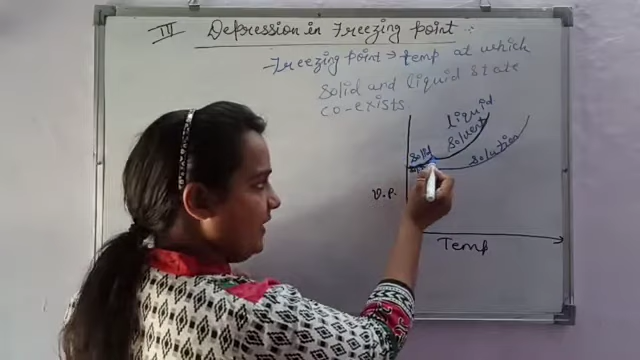 III Depression in Freezing point :
-Freezing point → temp at which
solid and liquid state
co-exists.
liquid
solvent
solid
solution
V.P.
Temp